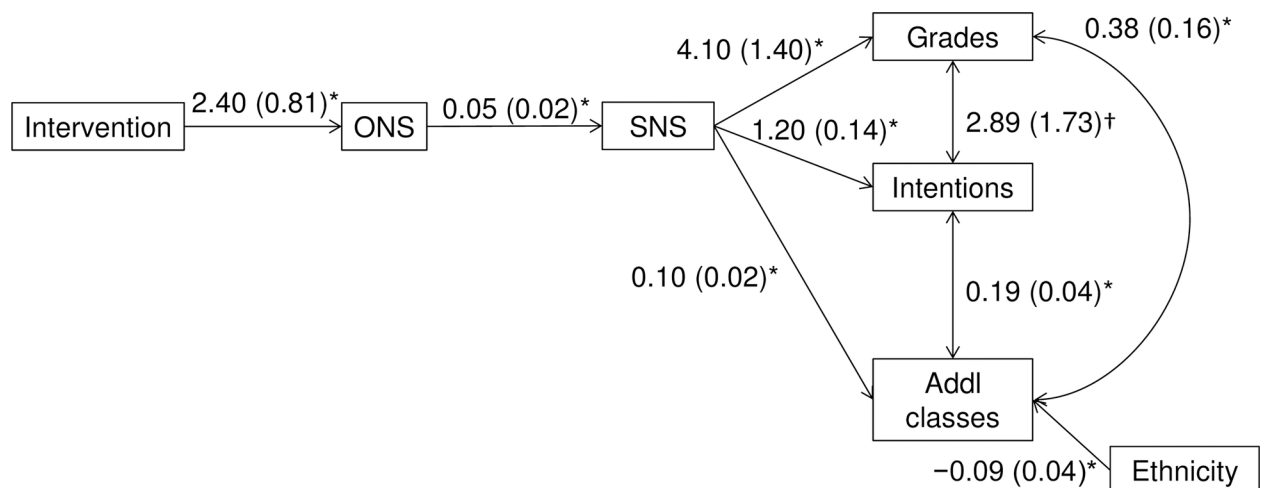 Grades
0.38 (0.16)*
4.10 (1.40)*
Intervention
2.40 (0.81)*
ONS
0.05 (0.02)*
SNS
1.20 (0.14)*
2.89 (1.73)†
Intentions
0.10 (0.02)*
0.19 (0.04)*
Addl
classes
−0.09 (0.04)*
Ethnicity